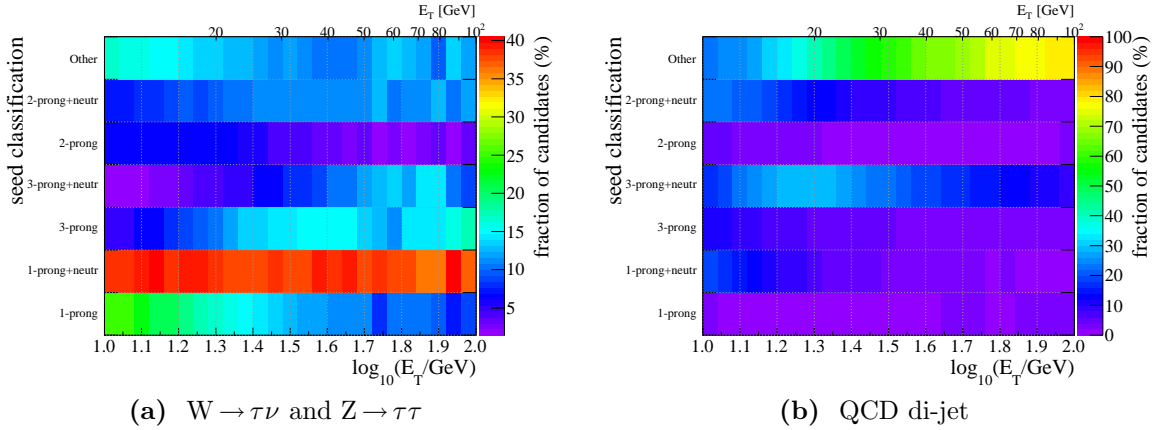 E_T [GeV]
20 30 40 50 60 70 80 10^2
seed classification
Other
2-prong+neutr
2-prong
3-prong+neutr
3-prong
1-prong+neutr
1-prong
1.0 1.1 1.2 1.3 1.4 1.5 1.6 1.7 1.8 1.9 2.0
log_10(E_T/GeV)
40
35
30
25
20
15
10
5
fraction of candidates (%)
(a) W → τν and Z → ττ
E_T [GeV]
20 30 40 50 60 70 80 10^2
seed classification
Other
2-prong+neutr
2-prong
3-prong+neutr
3-prong
1-prong+neutr
1-prong
1.0 1.1 1.2 1.3 1.4 1.5 1.6 1.7 1.8 1.9 2.0
log_10(E_T/GeV)
100
90
80
70
60
50
40
30
20
10
0
fraction of candidates (%)
(b) QCD di-jet